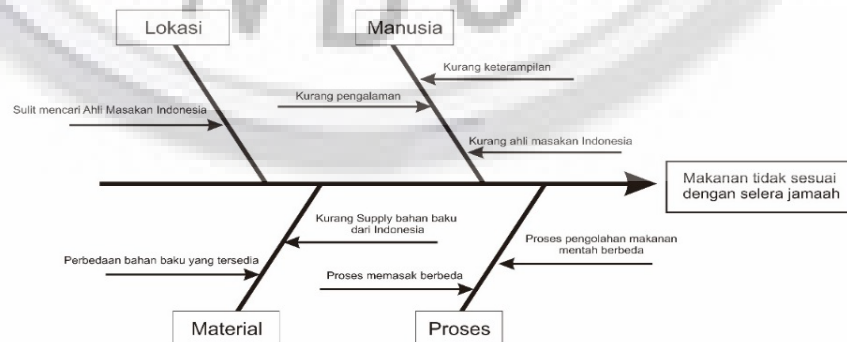 Lokasi
Manusia
Kurang keterampilan
Kurang pengalaman
Sulit mencari Ahli Masakan Indonesia
Kurang ahli masakan Indonesia
Makanan tidak sesuai
dengan selera jamaah
Kurang Supply bahan baku
dari Indonesia
Perbedaan bahan baku yang tersedia
Proses pengolahan makanan
mentah berbeda
Proses memasak berbeda
Material
Proses